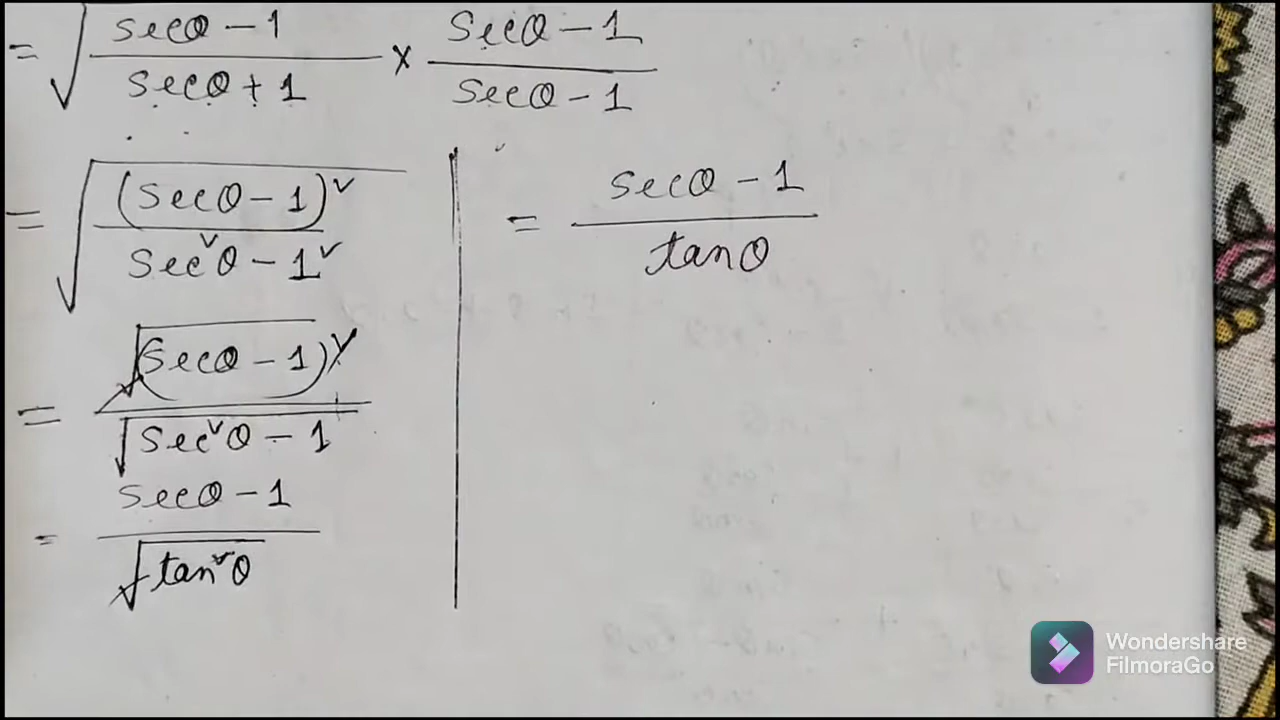 = √((secθ - 1)/(secθ + 1) × (secθ - 1)/(secθ - 1))
= √((secθ - 1)²/(sec²θ - 1²))
= √(secθ - 1)²/√(sec²θ - 1)
= (secθ - 1)/√(tan²θ)
= (secθ - 1)/tanθ
Wondershare
FilmoraGo